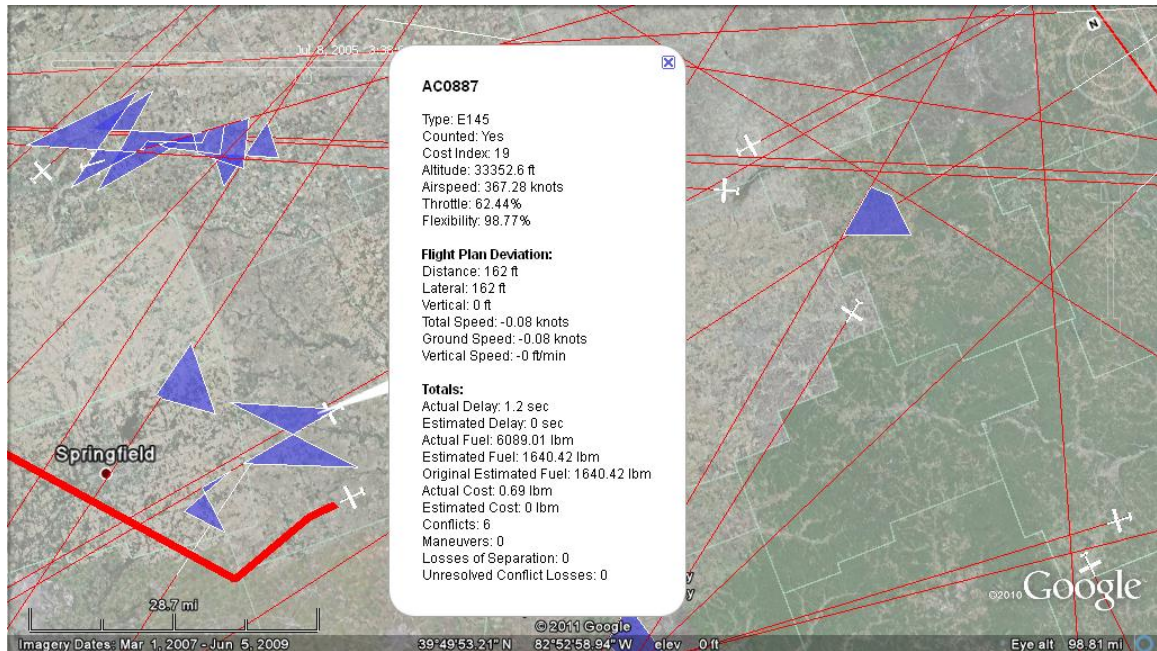 Jul 8, 2005
AC0887
Type: E145
Counted: Yes
Cost Index: 19
Altitude: 33352.6 ft
Airspeed: 367.28 knots
Throttle: 62.44%
Flexibility: 98.77%
Flight Plan Deviation:
Distance: 162 ft
Lateral: 162 ft
Vertical: 0 ft
Total Speed: -0.08 knots
Ground Speed: -0.08 knots
Vertical Speed: -0 ft/min
Totals:
Actual Delay: 1.2 sec
Estimated Delay: 0 sec
Actual Fuel: 6089.01 lbm
Estimated Fuel: 1640.42 lbm
Original Estimated Fuel: 1640.42 lbm
Actual Cost: 0.69 lbm
Estimated Cost: 0 lbm
Conflicts: 6
Maneuvers: 0
Losses of Separation: 0
Unresolved Conflict Losses: 0
N
Springfield
28.7 mi
©2010 Google
© 2011 Google
Imagery Dates: Mar 1, 2007 - Jun 5, 2009 39°49'53.21" N 82°52'58.94" W elev 0 ft Eye alt 98.81 mi